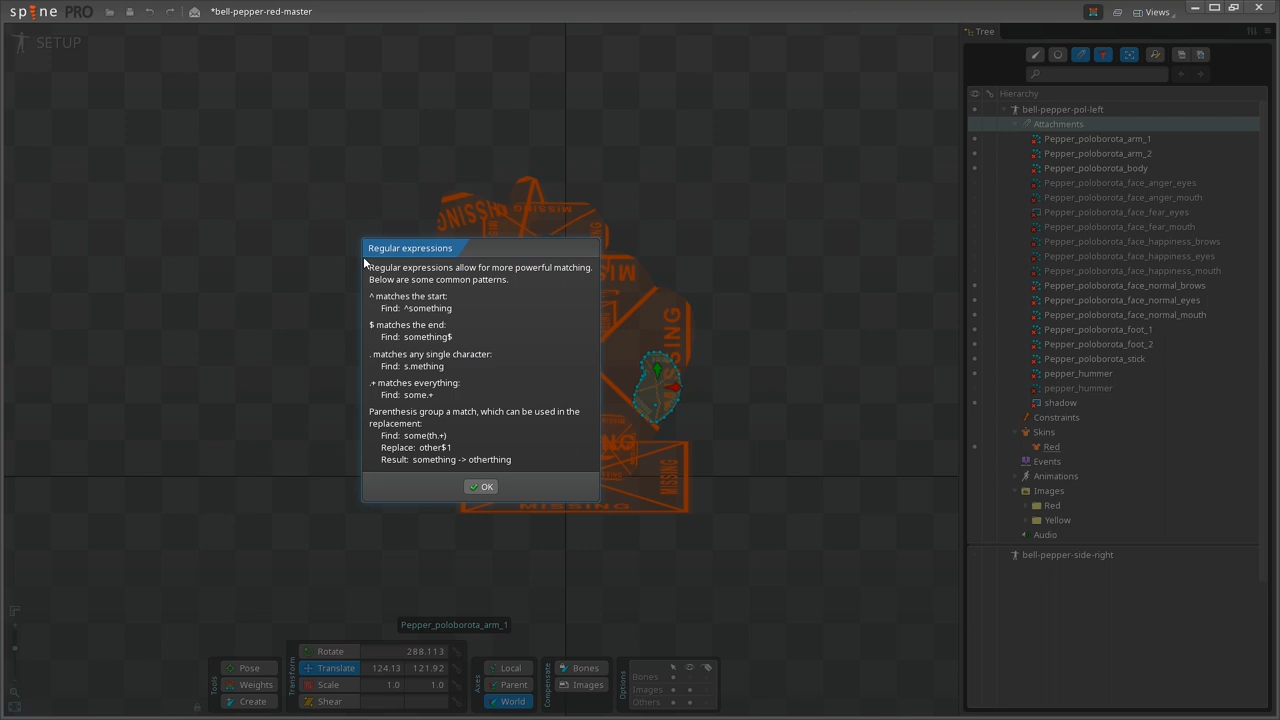 spine PRO
*bell-pepper-red-master
Views
SETUP
Tree
Hierarchy
bell-pepper-pol-left
Attachments
Pepper_poloborota_arm_1
Pepper_poloborota_arm_2
Pepper_poloborota_body
Pepper_poloborota_face_anger_eyes
Pepper_poloborota_face_anger_mouth
Pepper_poloborota_face_fear_eyes
Pepper_poloborota_face_fear_mouth
Pepper_poloborota_face_happiness_brows
Pepper_poloborota_face_happiness_eyes
Pepper_poloborota_face_happiness_mouth
Pepper_poloborota_face_normal_brows
Pepper_poloborota_face_normal_eyes
Pepper_poloborota_face_normal_mouth
Pepper_poloborota_foot_1
Pepper_poloborota_foot_2
Pepper_poloborota_stick
pepper_hummer
pepper_hummer
shadow
Constraints
Skins
Red
Events
Animations
Images
Red
Yellow
Audio
bell-pepper-side-right
MISSING
MISSING
MISSING
MISSING
MISSING
Regular expressions
Regular expressions allow for more powerful matching.
Below are some common patterns.
^ matches the start:
Find: ^something
$ matches the end:
Find: something$
. matches any single character:
Find: s.mething
.+ matches everything:
Find: some.+
Parenthesis group a match, which can be used in the
replacement:
Find: some(th.+)
Replace: other$1
Result: something -> otherthing
OK
Pepper_poloborota_arm_1
Tools
Pose
Weights
Create
Transform
Rotate 288.113
Translate 124.13 121.92
Scale 1.0 1.0
Shear
Axes
Local
Parent
World
Compensate
Bones
Images
Options
Bones
Images
Others